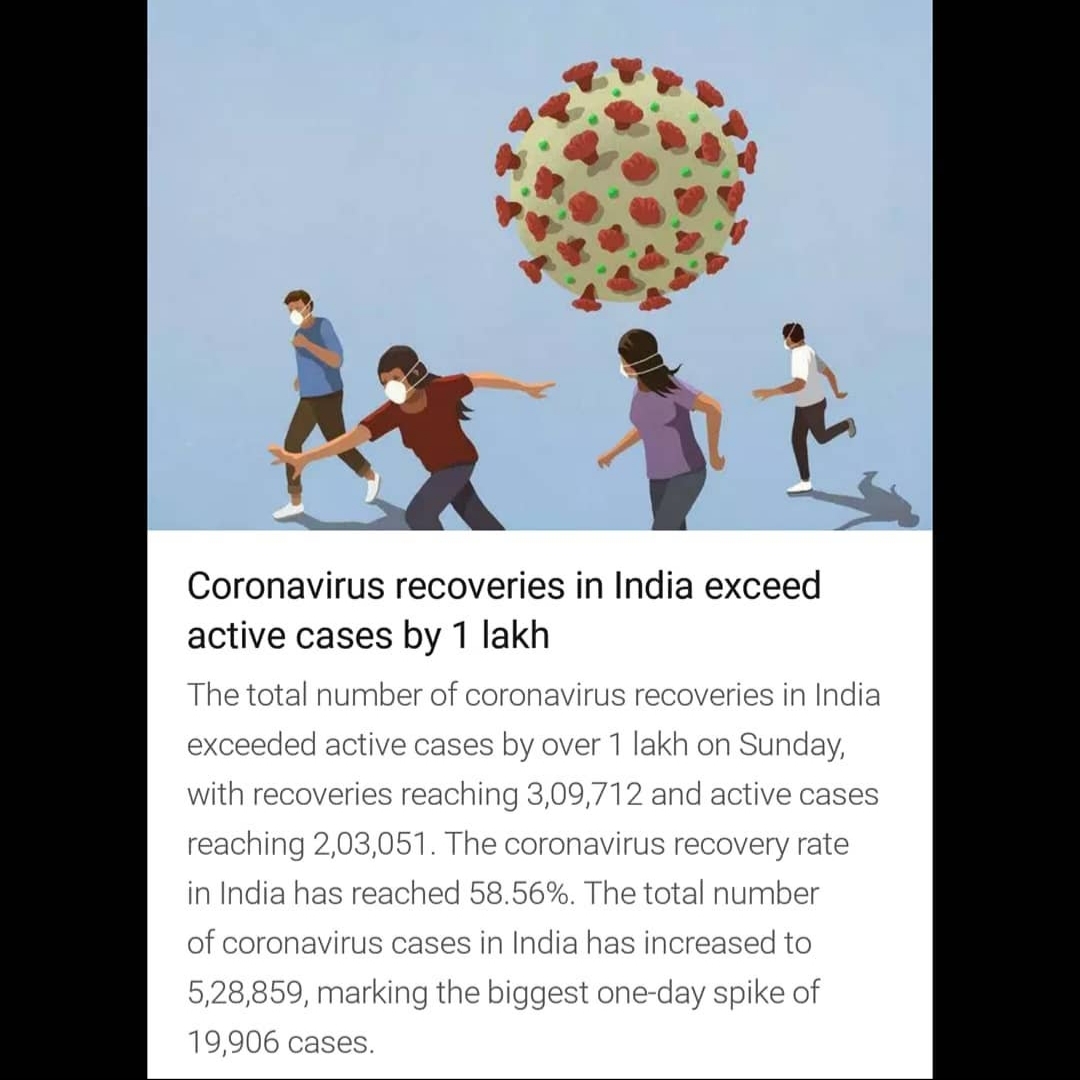 Coronavirus recoveries in India exceed
active cases by 1 lakh
The total number of coronavirus recoveries in India
exceeded active cases by over 1 lakh on Sunday,
with recoveries reaching 3,09,712 and active cases
reaching 2,03,051. The coronavirus recovery rate
in India has reached 58.56%. The total number
of coronavirus cases in India has increased to
5,28,859, marking the biggest one-day spike of
19,906 cases.